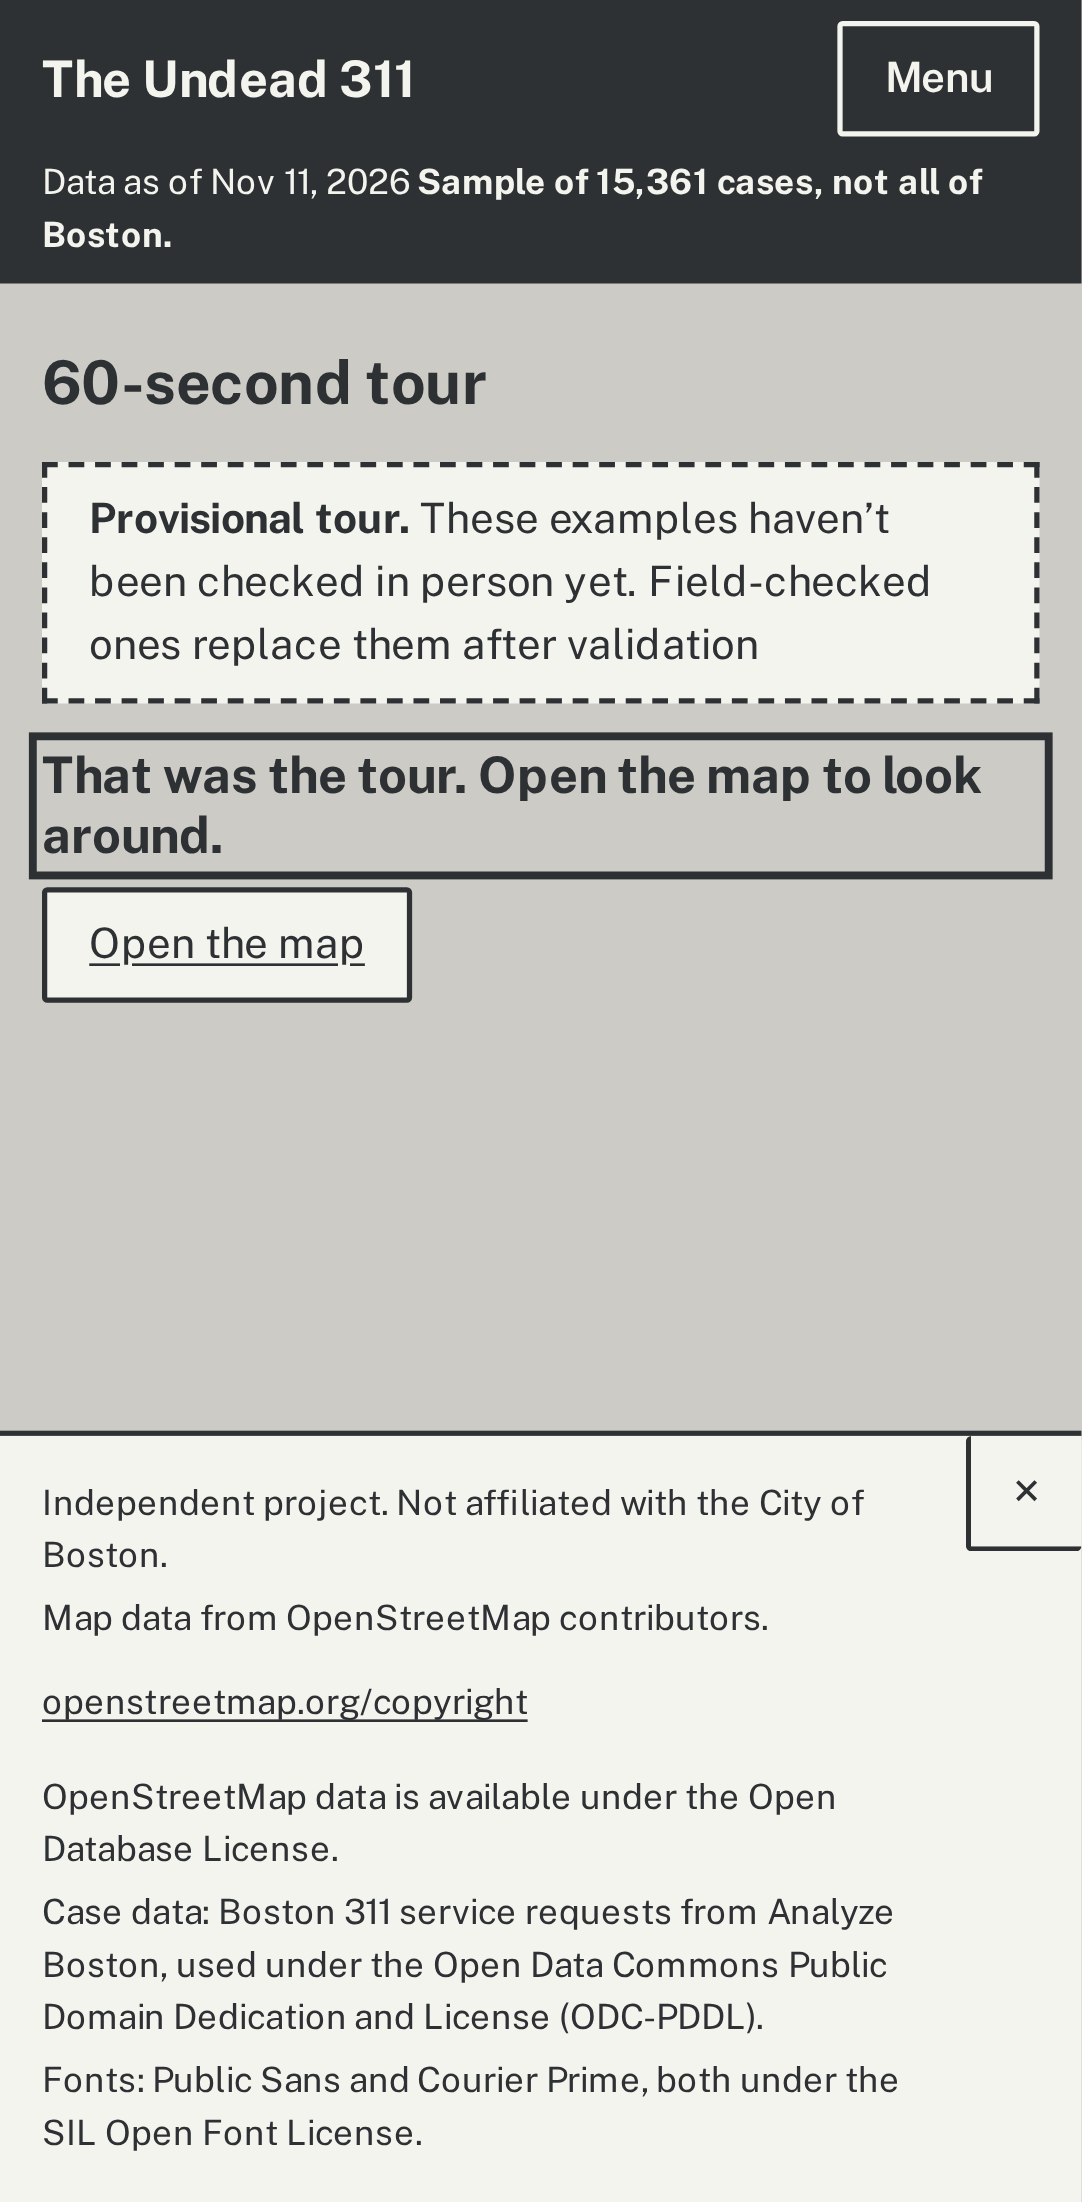 The Undead 311
Menu
Data as of Nov 11, 2026 Sample of 15,361 cases, not all of
Boston.
60-second tour
Provisional tour. These examples haven’t
been checked in person yet. Field-checked
ones replace them after validation
That was the tour. Open the map to look
around.
Open the map
×
Independent project. Not affiliated with the City of
Boston.
Map data from OpenStreetMap contributors.
openstreetmap.org/copyright
OpenStreetMap data is available under the Open
Database License.
Case data: Boston 311 service requests from Analyze
Boston, used under the Open Data Commons Public
Domain Dedication and License (ODC-PDDL).
Fonts: Public Sans and Courier Prime, both under the
SIL Open Font License.